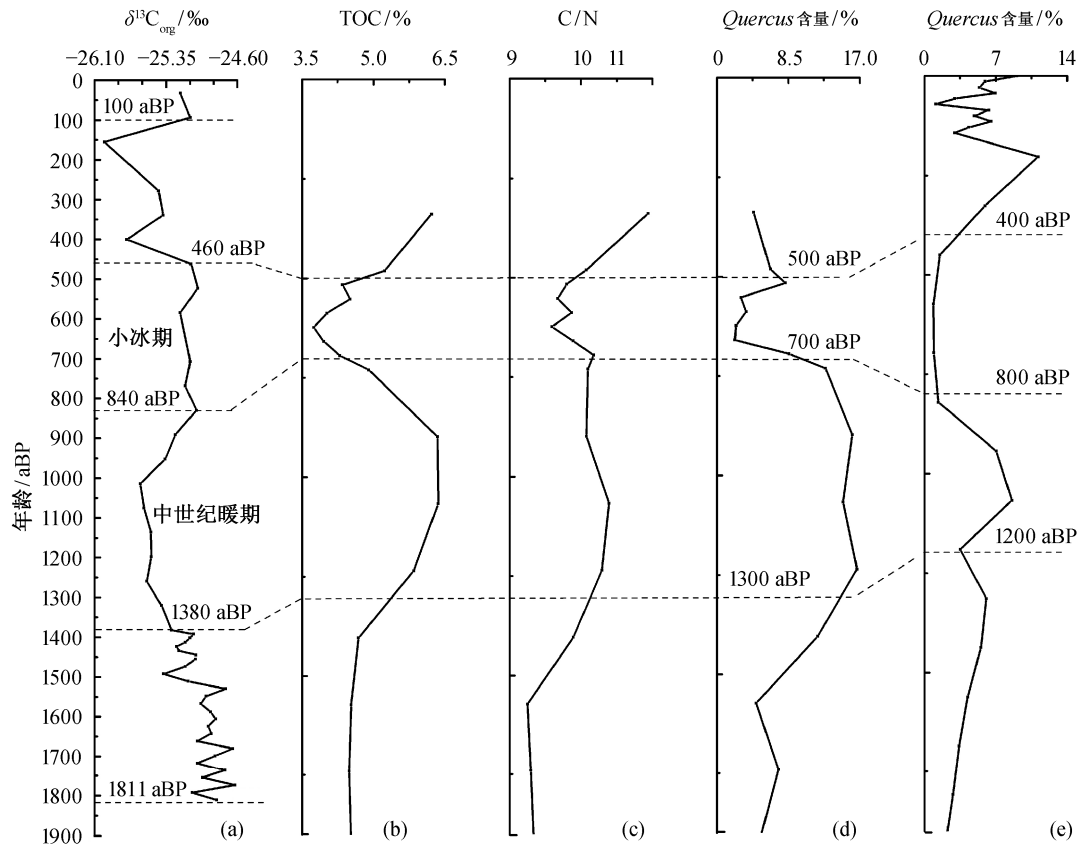 δ¹³Corg/‰
TOC/%
C/N
Quercus含量/%
Quercus含量/%
−26.10 −25.35 −24.60
3.5 5.0 6.5
9 10 11
0 8.5 17.0
0 7 14
年龄/aBP
0
100
200
300
400
500
600
700
800
900
1000
1100
1200
1300
1400
1500
1600
1700
1800
1900
100 aBP
460 aBP
小冰期
840 aBP
中世纪暖期
1380 aBP
1811 aBP
500 aBP
700 aBP
1300 aBP
400 aBP
800 aBP
1200 aBP
(a)
(b)
(c)
(d)
(e)